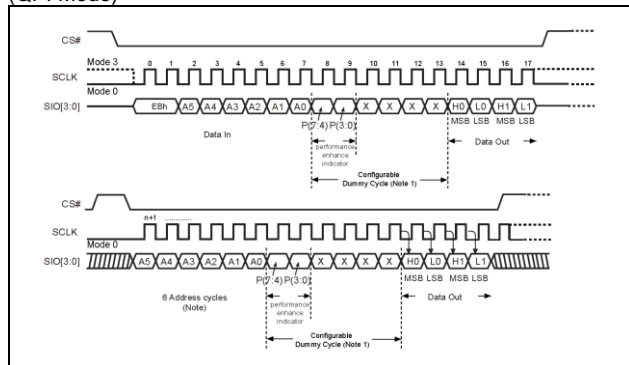 (QPI Mode)
CS#
Mode 3 0 1 2 3 4 5 6 7 8 9 10 11 12 13 14 15 16 17
SCLK
Mode 0
SIO[3:0] EBh A5 A4 A3 A2 A1 A0 X X X X H0 L0 H1 L1
MSB LSB MSB LSB
P(7:4) P(3:0)
Data In Data Out
performance
enhance
indicator
Configurable
Dummy Cycle (Note 1)
CS#
n+1 ............
SCLK
Mode 0
SIO[3:0] A5 A4 A3 A2 A1 A0 X X X X H0 L0 H1 L1
P(7:4) P(3:0) MSB LSB MSB LSB
6 Address cycles Data Out
(Note)
performance
enhance
indicator
Configurable
Dummy Cycle (Note 1)